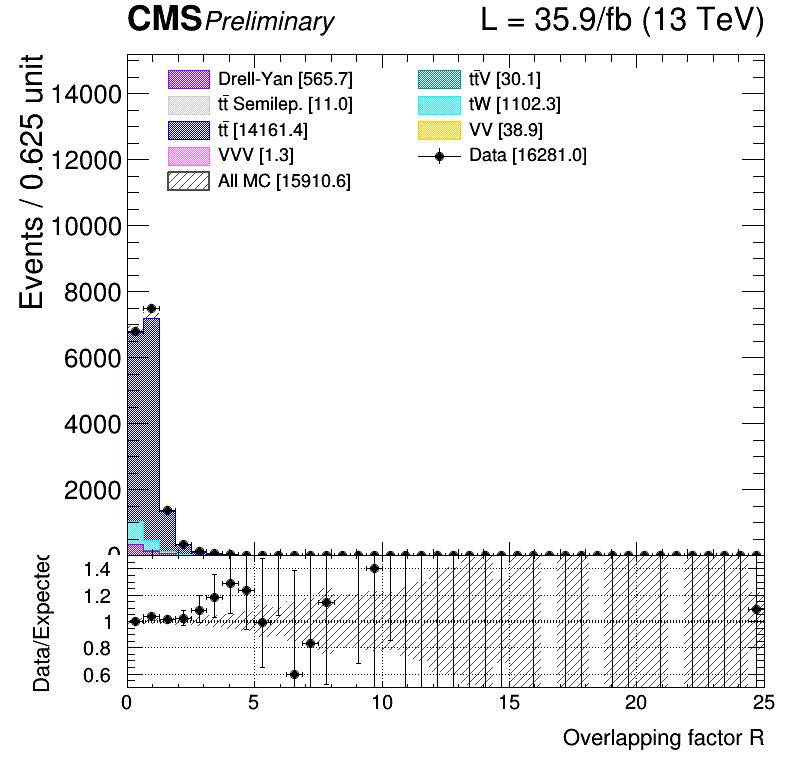 CMS Preliminary L = 35.9/fb (13 TeV)
Events / 0.625 unit
14000
12000
10000
8000
6000
4000
2000
0
Drell-Yan [565.7]
tt̄ Semilep. [11.0]
tt̄ [14161.4]
VVV [1.3]
All MC [15910.6]
tt̄V [30.1]
tW [1102.3]
VV [38.9]
Data [16281.0]
Data/Expected
1.4
1.2
1
0.8
0.6
0 5 10 15 20 25
Overlapping factor R